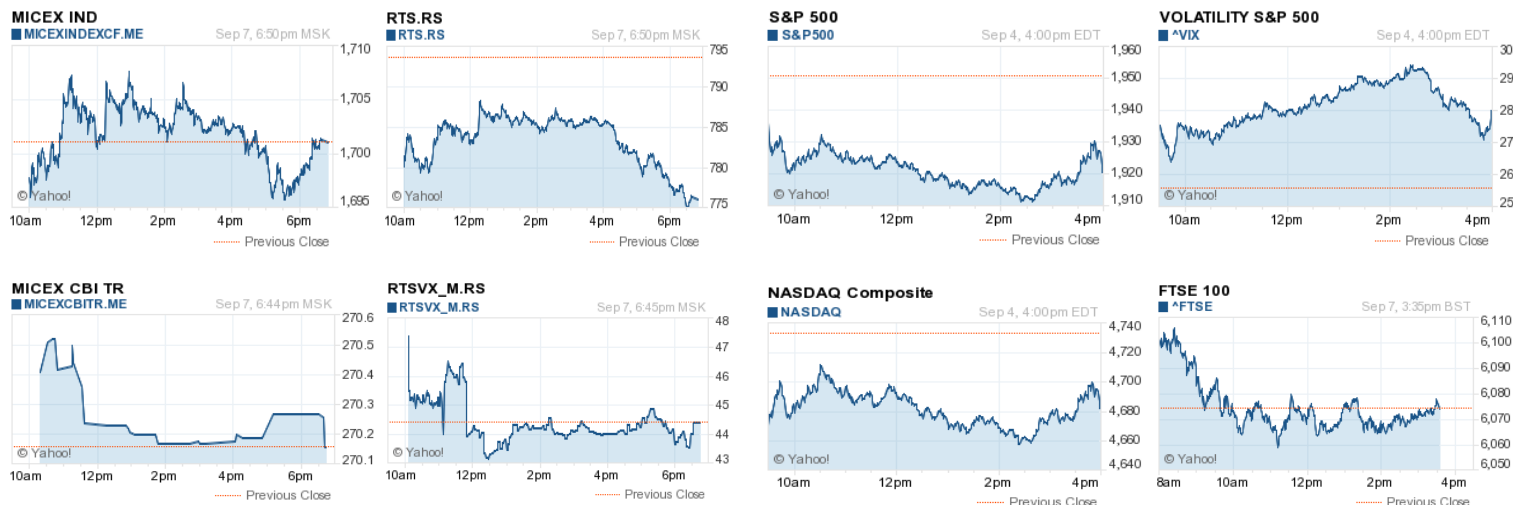 MICEX IND
MICEXINDEXCF.ME Sep 7, 6:50pm MSK
1,710
1,705
1,700
1,695
© Yahoo!
10am 12pm 2pm 4pm 6pm
Previous Close
RTS.RS
RTS.RS Sep 7, 6:50pm MSK
795
790
785
780
775
© Yahoo!
10am 12pm 2pm 4pm 6pm
Previous Close
S&P 500
S&P500 Sep 4, 4:00pm EDT
1,960
1,950
1,940
1,930
1,920
1,910
© Yahoo!
10am 12pm 2pm 4pm
Previous Close
VOLATILITY S&P 500
^VIX Sep 4, 4:00pm EDT
30
29
28
27
26
25
© Yahoo!
10am 12pm 2pm 4pm
Previous Close
MICEX CBI TR
MICEXCBITR.ME Sep 7, 6:44pm MSK
270.6
270.5
270.4
270.3
270.2
270.1
© Yahoo!
10am 12pm 2pm 4pm 6pm
Previous Close
RTSVX_M.RS
RTSVX_M.RS Sep 7, 6:45pm MSK
48
47
46
45
44
43
© Yahoo!
10am 12pm 2pm 4pm 6pm
Previous Close
NASDAQ Composite
NASDAQ Sep 4, 4:00pm EDT
4,740
4,720
4,700
4,680
4,660
4,640
© Yahoo!
10am 12pm 2pm 4pm
Previous Close
FTSE 100
^FTSE Sep 7, 3:35pm BST
6,110
6,100
6,090
6,080
6,070
6,060
6,050
© Yahoo!
8am 10am 12pm 2pm 4pm
Previous Close